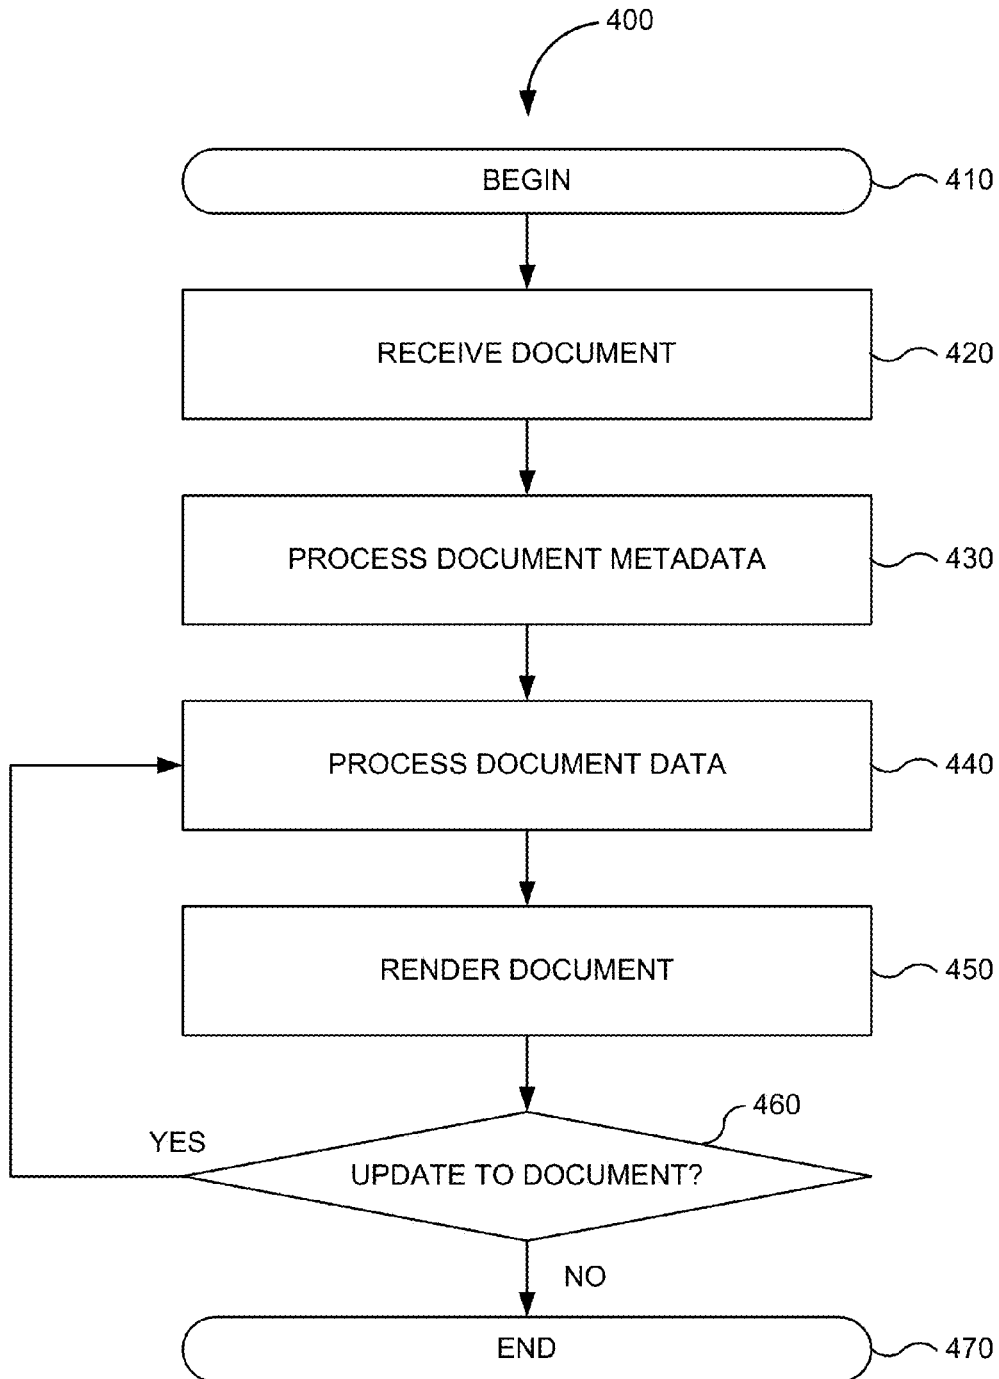 400
BEGIN
410
RECEIVE DOCUMENT
420
PROCESS DOCUMENT METADATA
430
PROCESS DOCUMENT DATA
440
RENDER DOCUMENT
450
460
YES
UPDATE TO DOCUMENT?
NO
END
470